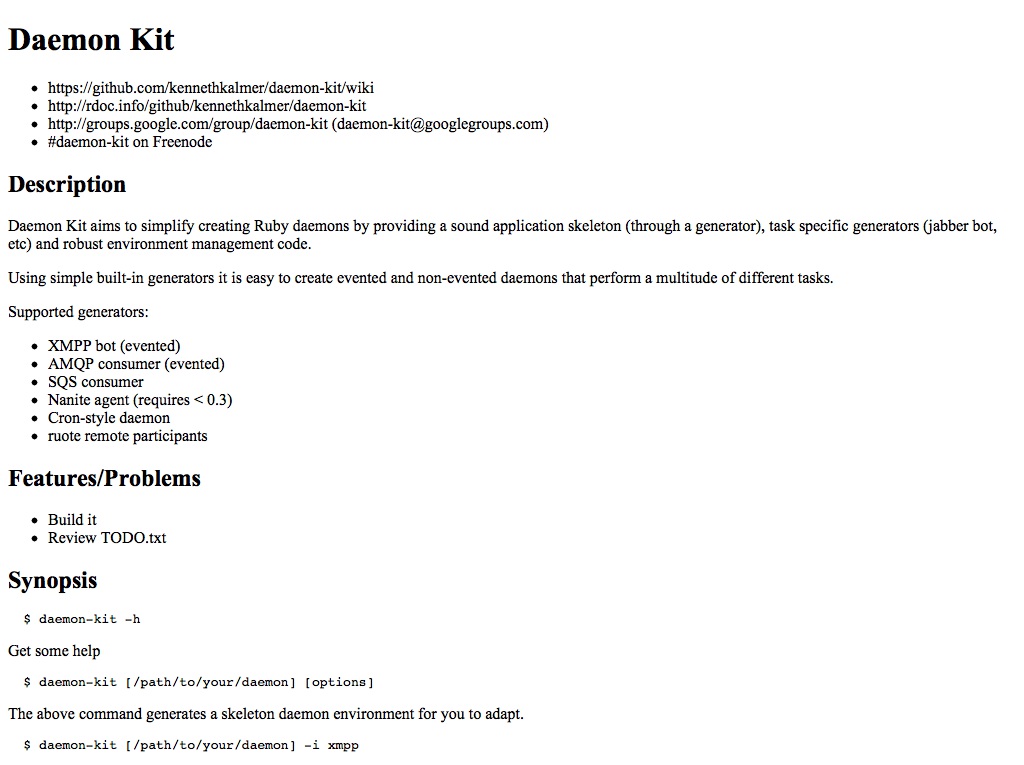 Daemon Kit
https://github.com/kennethkalmer/daemon-kit/wiki
http://rdoc.info/github/kennethkalmer/daemon-kit
http://groups.google.com/group/daemon-kit (daemon-kit@googlegroups.com)
#daemon-kit on Freenode
Description
Daemon Kit aims to simplify creating Ruby daemons by providing a sound application skeleton (through a generator), task specific generators (jabber bot,
etc) and robust environment management code.
Using simple built-in generators it is easy to create evented and non-evented daemons that perform a multitude of different tasks.
Supported generators:
XMPP bot (evented)
AMQP consumer (evented)
SQS consumer
Nanite agent (requires < 0.3)
Cron-style daemon
ruote remote participants
Features/Problems
Build it
Review TODO.txt
Synopsis
$ daemon-kit -h
Get some help
$ daemon-kit [/path/to/your/daemon] [options]
The above command generates a skeleton daemon environment for you to adapt.
$ daemon-kit [/path/to/your/daemon] -i xmpp